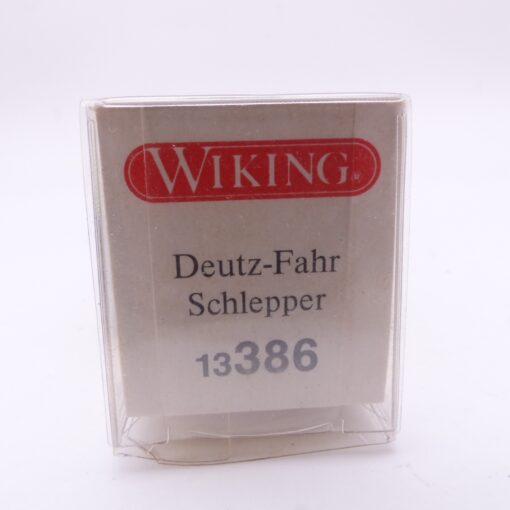 WIKING®
Deutz-Fahr
Schlepper
13386